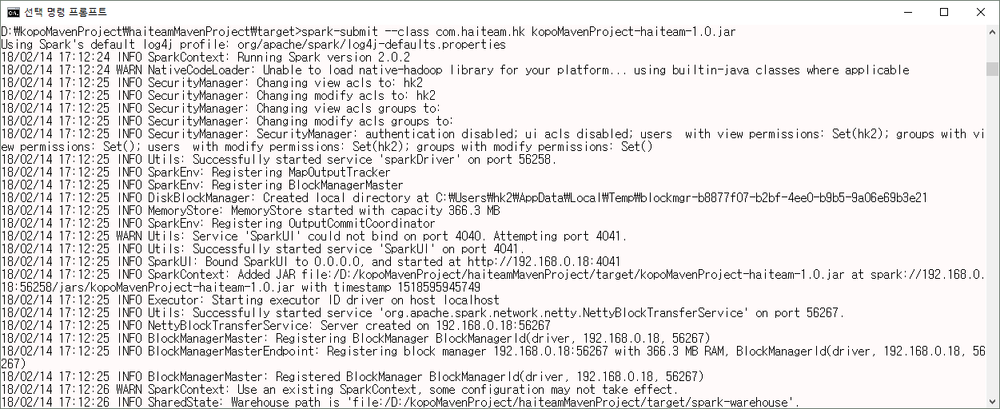 선택 명령 프롬프트
D:₩kopoMavenProject₩haiteamMavenProject₩target>spark-submit --class com.haiteam.hk kopoMavenProject-haiteam-1.0.jar
Using Spark's default log4j profile: org/apache/spark/log4j-defaults.properties
18/02/14 17:12:24 INFO SparkContext: Running Spark version 2.0.2
18/02/14 17:12:24 WARN NativeCodeLoader: Unable to load native-hadoop library for your platform... using builtin-java classes where applicable
18/02/14 17:12:25 INFO SecurityManager: Changing view acls to: hk2
18/02/14 17:12:25 INFO SecurityManager: Changing modify acls to: hk2
18/02/14 17:12:25 INFO SecurityManager: Changing view acls groups to:
18/02/14 17:12:25 INFO SecurityManager: Changing modify acls groups to:
18/02/14 17:12:25 INFO SecurityManager: SecurityManager: authentication disabled; ui acls disabled; users  with view permissions: Set(hk2); groups with vi
ew permissions: Set(); users  with modify permissions: Set(hk2); groups with modify permissions: Set()
18/02/14 17:12:25 INFO Utils: Successfully started service 'sparkDriver' on port 56258.
18/02/14 17:12:25 INFO SparkEnv: Registering MapOutputTracker
18/02/14 17:12:25 INFO SparkEnv: Registering BlockManagerMaster
18/02/14 17:12:25 INFO DiskBlockManager: Created local directory at C:₩Users₩hk2₩AppData₩Local₩Temp₩blockmgr-b8877f07-b2bf-4ee0-b9b5-9a06e69b3e21
18/02/14 17:12:25 INFO MemoryStore: MemoryStore started with capacity 366.3 MB
18/02/14 17:12:25 INFO SparkEnv: Registering OutputCommitCoordinator
18/02/14 17:12:25 WARN Utils: Service 'SparkUI' could not bind on port 4040. Attempting port 4041.
18/02/14 17:12:25 INFO Utils: Successfully started service 'SparkUI' on port 4041.
18/02/14 17:12:25 INFO SparkUI: Bound SparkUI to 0.0.0.0, and started at http://192.168.0.18:4041
18/02/14 17:12:25 INFO SparkContext: Added JAR file:/D:/kopoMavenProject/haiteamMavenProject/target/kopoMavenProject-haiteam-1.0.jar at spark://192.168.0.
18:56258/jars/kopoMavenProject-haiteam-1.0.jar with timestamp 1518595945749
18/02/14 17:12:25 INFO Executor: Starting executor ID driver on host localhost
18/02/14 17:12:25 INFO Utils: Successfully started service 'org.apache.spark.network.netty.NettyBlockTransferService' on port 56267.
18/02/14 17:12:25 INFO NettyBlockTransferService: Server created on 192.168.0.18:56267
18/02/14 17:12:25 INFO BlockManagerMaster: Registering BlockManager BlockManagerId(driver, 192.168.0.18, 56267)
18/02/14 17:12:25 INFO BlockManagerMasterEndpoint: Registering block manager 192.168.0.18:56267 with 366.3 MB RAM, BlockManagerId(driver, 192.168.0.18, 56
267)
18/02/14 17:12:25 INFO BlockManagerMaster: Registered BlockManager BlockManagerId(driver, 192.168.0.18, 56267)
18/02/14 17:12:26 WARN SparkContext: Use an existing SparkContext, some configuration may not take effect.
18/02/14 17:12:26 INFO SharedState: Warehouse path is 'file:/D:/kopoMavenProject/haiteamMavenProject/target/spark-warehouse'.